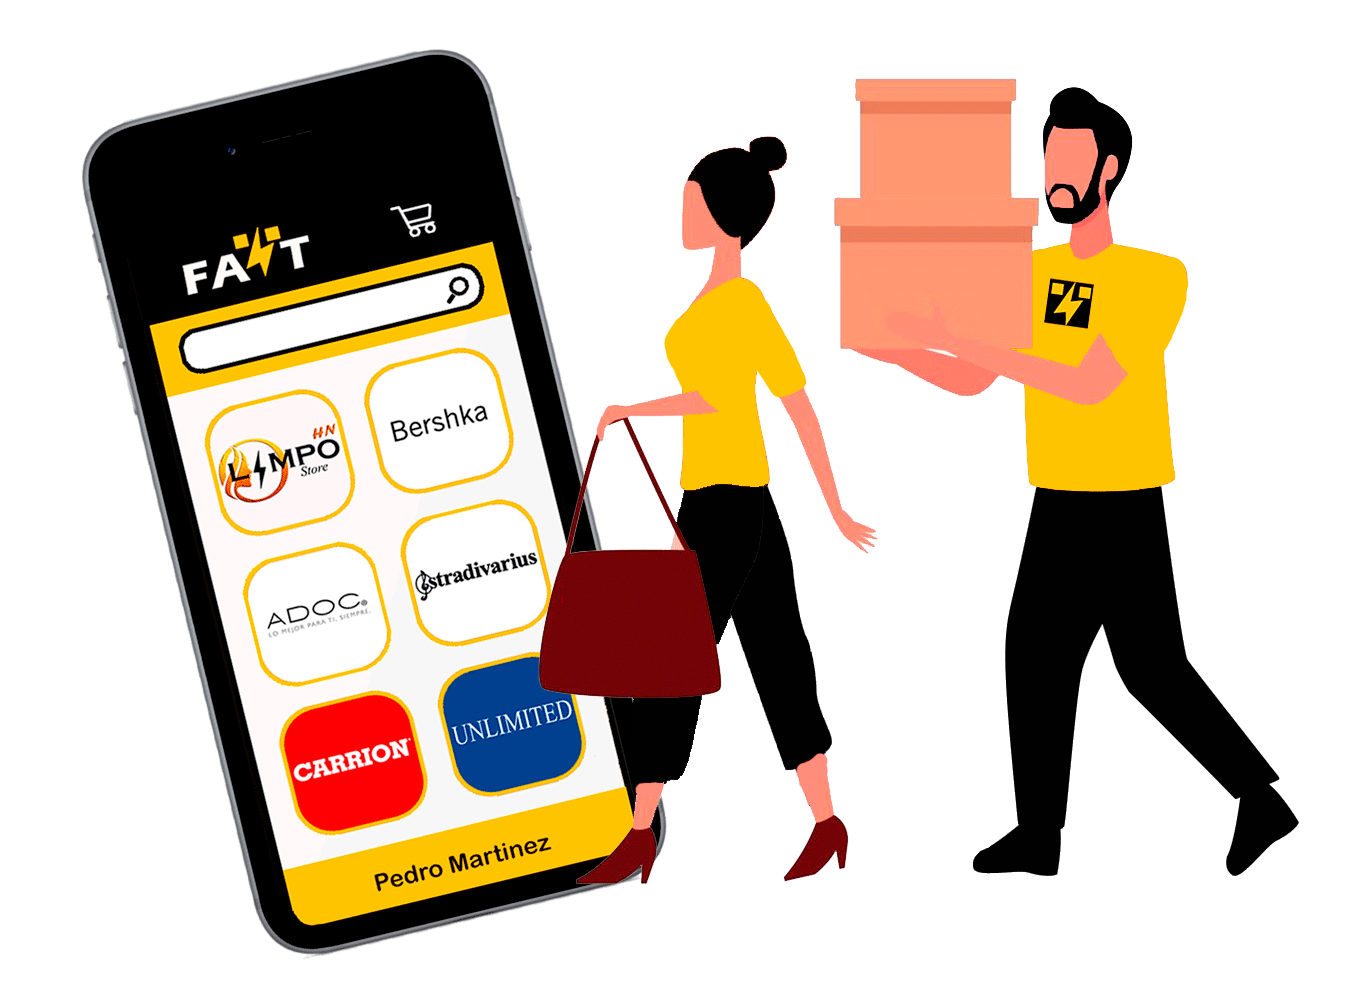 FAST
HN
LIMPO
Store
Bershka
ADOC®
LO MEJOR PARA TI, SIEMPRE.
stradivarius
CARRION
UNLIMITED
Pedro Martinez